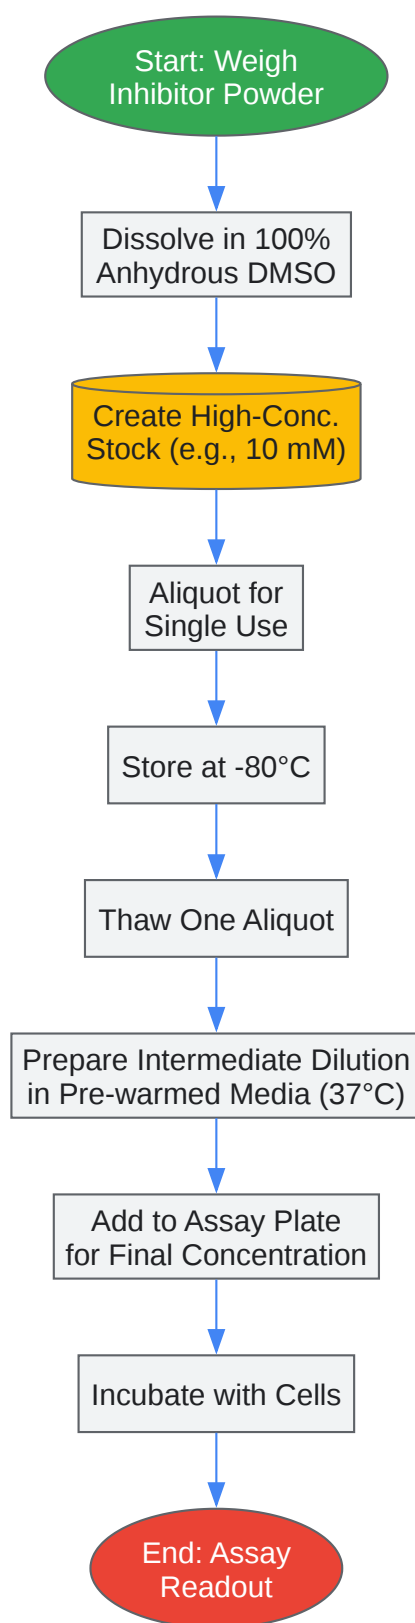 Start: Weigh
Inhibitor Powder
Dissolve in 100%
Anhydrous DMSO
Create High-Conc.
Stock (e.g., 10 mM)
Aliquot for
Single Use
Store at -80°C
Thaw One Aliquot
Prepare Intermediate Dilution
in Pre-warmed Media (37°C)
Add to Assay Plate
for Final Concentration
Incubate with Cells
End: Assay
Readout